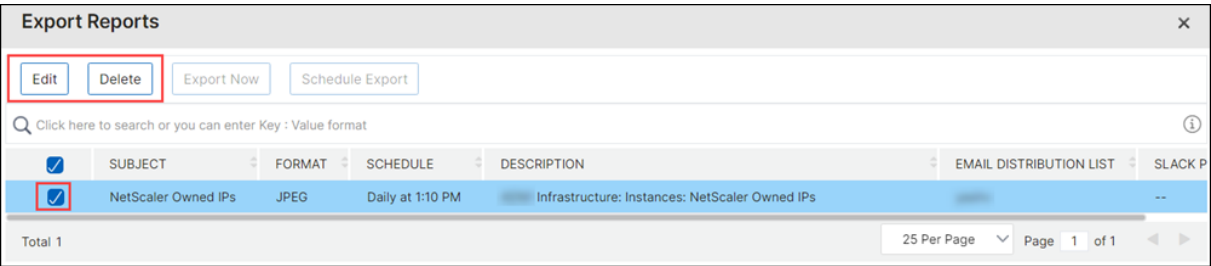 Export Reports
Edit Delete Export Now Schedule Export
Click here to search or you can enter Key : Value format
SUBJECT FORMAT SCHEDULE DESCRIPTION EMAIL DISTRIBUTION LIST SLACK P
NetScaler Owned IPs JPEG Daily at 1:10 PM Infrastructure: Instances: NetScaler Owned IPs --
Total 1 25 Per Page Page 1 of 1